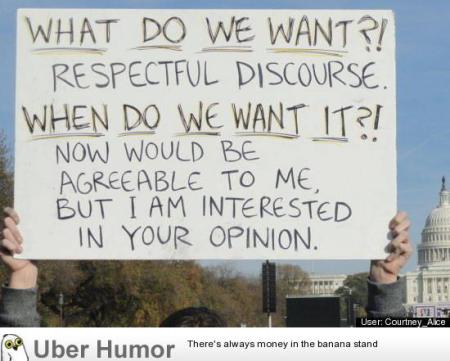 WHAT DO WE WANT?!
RESPECTFUL DISCOURSE.
WHEN DO WE WANT IT?!
NOW WOULD BE
AGREEABLE TO ME,
BUT I AM INTERESTED
IN YOUR OPINION.
User: Courtney_Alice
Uber Humor There's always money in the banana stand